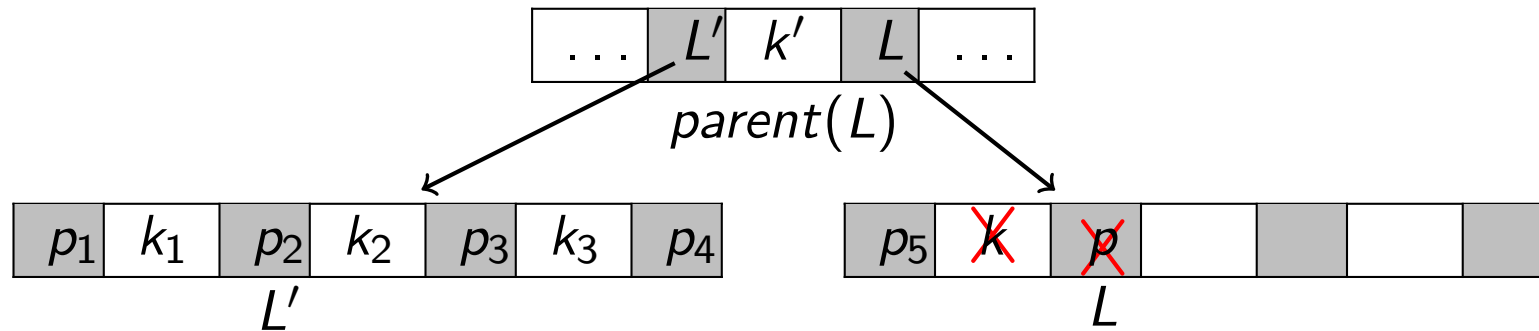 ... L′ k′ L ...
parent(L)
p₁ k₁ p₂ k₂ p₃ k₃ p₄ p₅ k p
L′ L